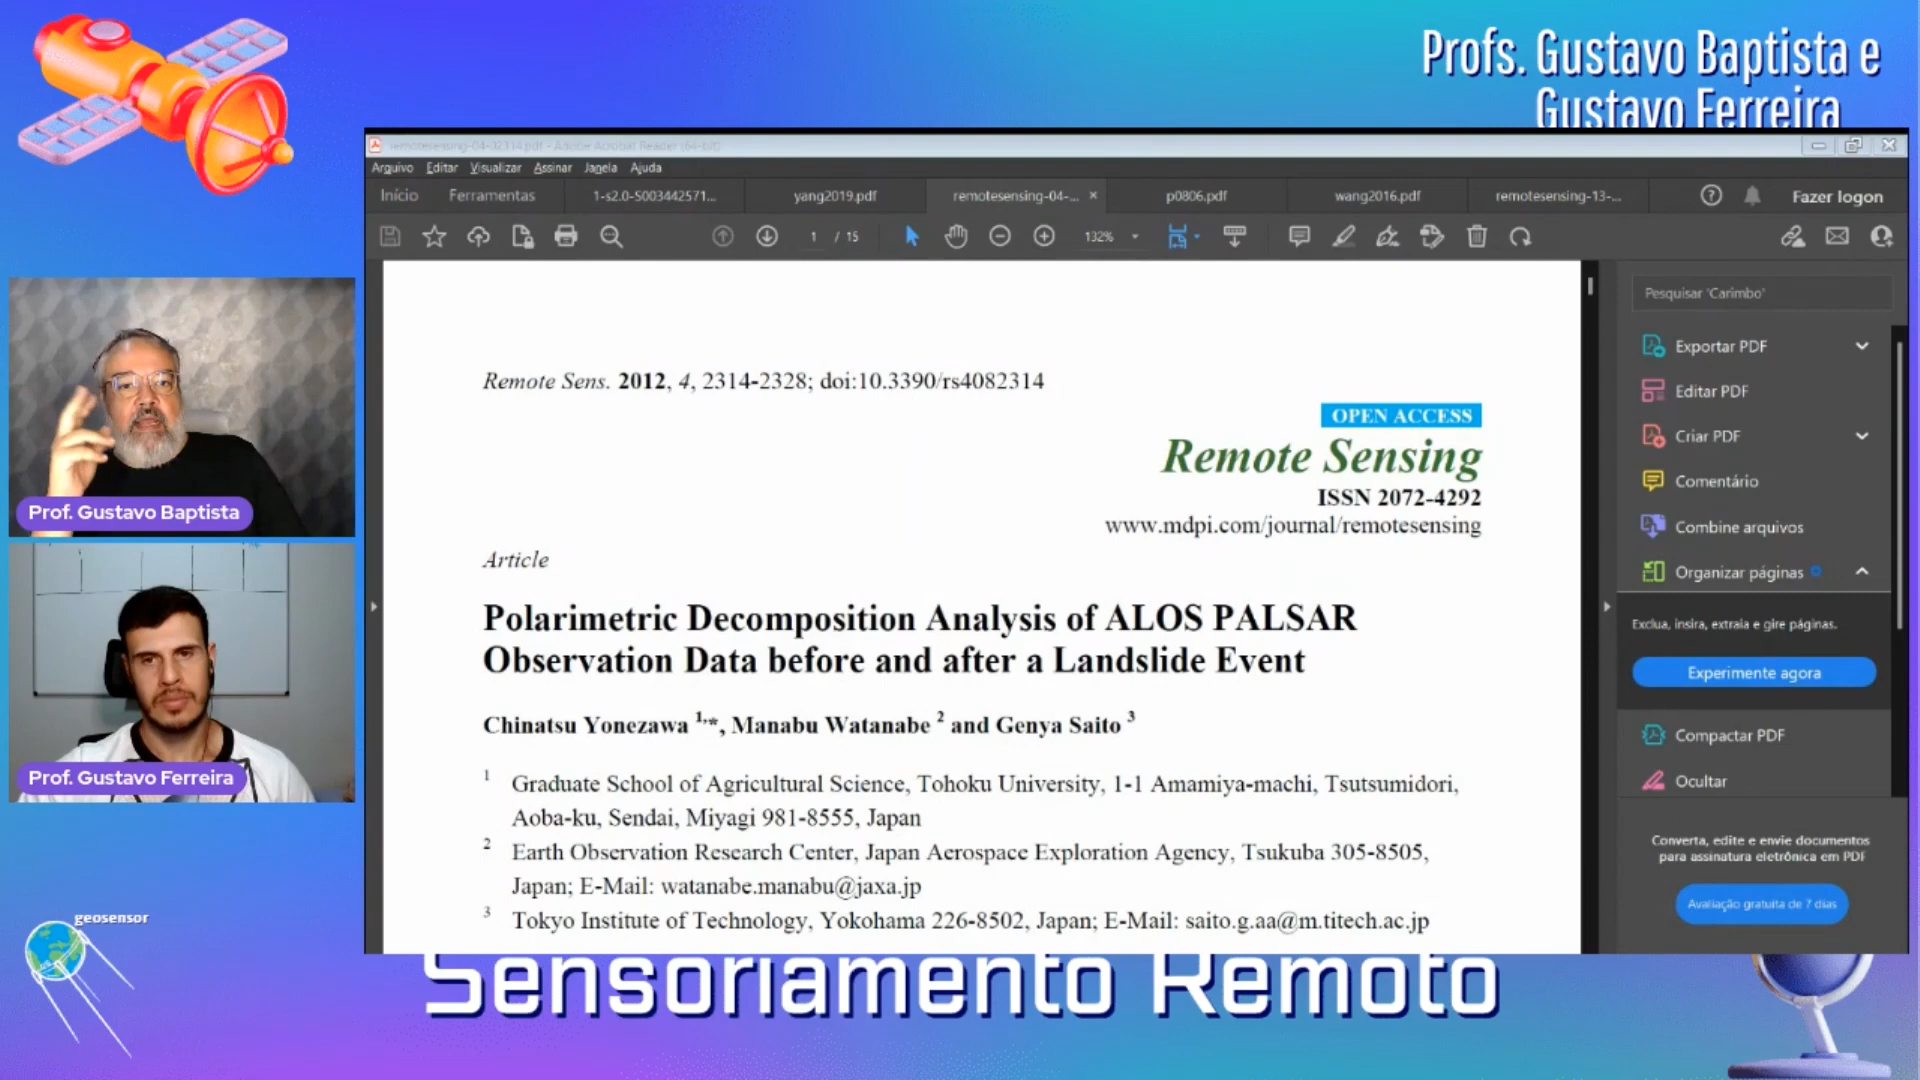 Profs. Gustavo Baptista e
Gustavo Ferreira
remotesensing-04-02314.pdf - Adobe Acrobat Reader (64-bit)
Arquivo Editar Visualizar Assinar Janela Ajuda
Início Ferramentas 1-s2.0-S003442571... yang2019.pdf remotesensing-04-... × p0806.pdf wang2016.pdf remotesensing-13-... Fazer logon
1 / 15 132%
Pesquisar 'Carimbo'
Exportar PDF
Editar PDF
Criar PDF
Comentário
Combine arquivos
Organizar páginas
Exclua, insira, extraia e gire páginas.
Experimente agora
Compactar PDF
Ocultar
Converta, edite e envie documentos
para assinatura eletrônica em PDF
Avaliação gratuita de 7 dias
Remote Sens. 2012, 4, 2314-2328; doi:10.3390/rs4082314
OPEN ACCESS
Remote Sensing
ISSN 2072-4292
www.mdpi.com/journal/remotesensing
Article
Polarimetric Decomposition Analysis of ALOS PALSAR
Observation Data before and after a Landslide Event
Chinatsu Yonezawa 1,*, Manabu Watanabe 2 and Genya Saito 3
1 Graduate School of Agricultural Science, Tohoku University, 1-1 Amamiya-machi, Tsutsumidori,
Aoba-ku, Sendai, Miyagi 981-8555, Japan
2 Earth Observation Research Center, Japan Aerospace Exploration Agency, Tsukuba 305-8505,
Japan; E-Mail: watanabe.manabu@jaxa.jp
3 Tokyo Institute of Technology, Yokohama 226-8502, Japan; E-Mail: saito.g.aa@m.titech.ac.jp
Prof. Gustavo Baptista
Prof. Gustavo Ferreira
geosensor
Sensoriamento Remoto